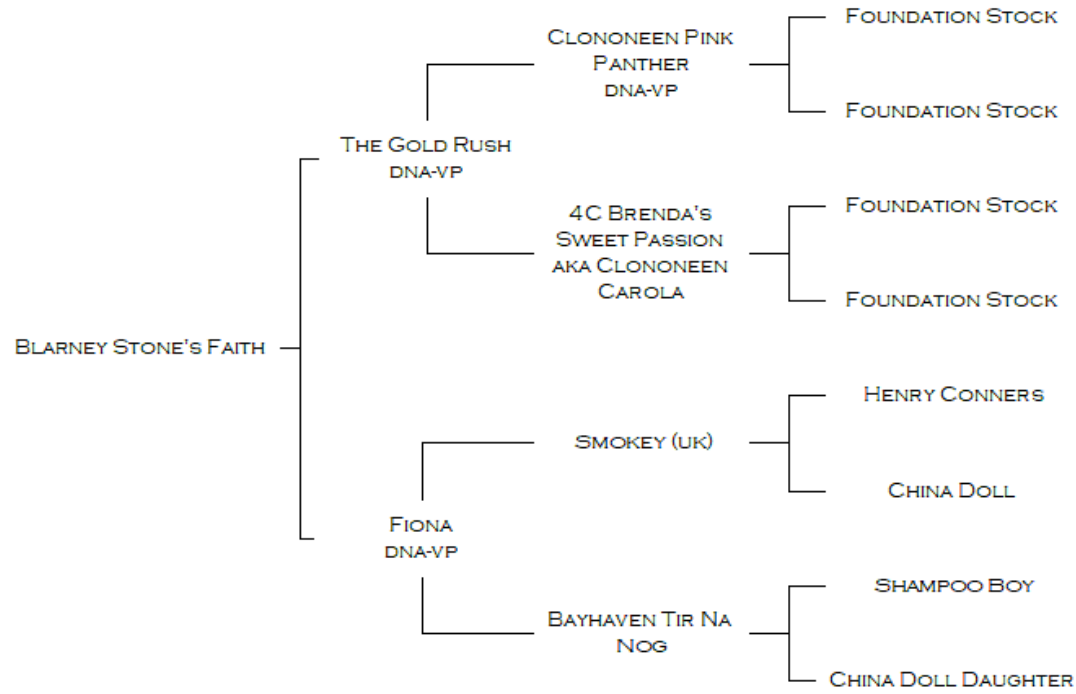 Foundation Stock
Clononeen Pink
Panther
DNA-VP
Foundation Stock
The Gold Rush
DNA-VP
Foundation Stock
4C Brenda's
Sweet Passion
aka Clononeen
Carola
Foundation Stock
Blarney Stone's Faith
Henry Conners
Smokey (UK)
China Doll
Fiona
DNA-VP
Shampoo Boy
Bayhaven Tir Na
Nog
China Doll Daughter